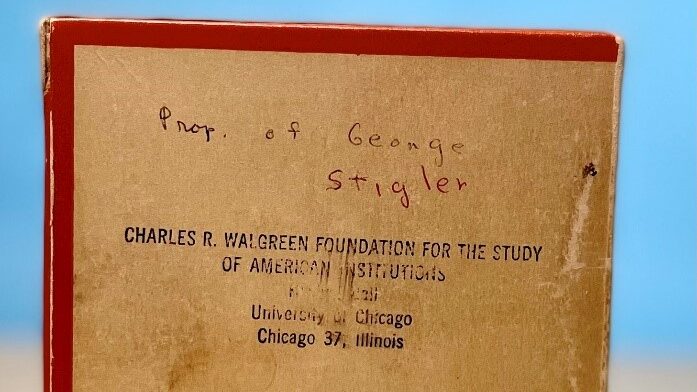 Prop. of George
Stigler
CHARLES R. WALGREEN FOUNDATION FOR THE STUDY
OF AMERICAN INSTITUTIONS
University of Chicago
Chicago 37, Illinois